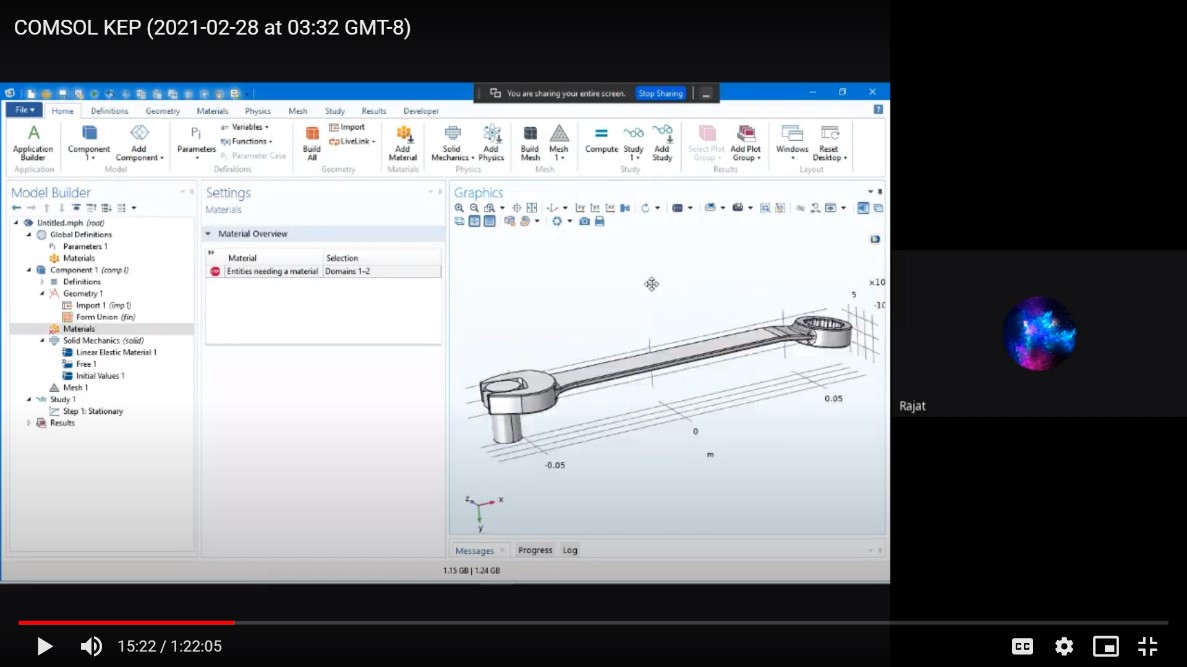 COMSOL KEP (2021-02-28 at 03:32 GMT-8)
You are sharing your entire screen. Stop Sharing
File Home Definitions Geometry Materials Physics Mesh Study Results Developer
Application Builder
Application
Component 1
Add Component
Model
Pi
Parameters
a= Variables
f(x) Functions
Pi Parameter Case
Definitions
Build All
Import
LiveLink
Geometry
Add Material
Materials
Solid Mechanics
Add Physics
Physics
Build Mesh
Mesh 1
Mesh
Compute
Study 1
Add Study
Study
Select Plot Group
Add Plot Group
Results
Windows
Reset Desktop
Layout
Model Builder
Untitled.mph (root)
Global Definitions
Pi Parameters 1
Materials
Component 1 (comp1)
Definitions
Geometry 1
Import 1 (imp1)
Form Union (fin)
Materials
Solid Mechanics (solid)
Linear Elastic Material 1
Free 1
Initial Values 1
Mesh 1
Study 1
Step 1: Stationary
Results
Settings
Materials
Material Overview
Material Selection
Entities needing a material Domains 1–2
Graphics
5
0.05
0
m
-0.05
z x
y
Messages Progress Log
1.15 GB | 1.24 GB
Rajat
15:22 / 1:22:05
CC